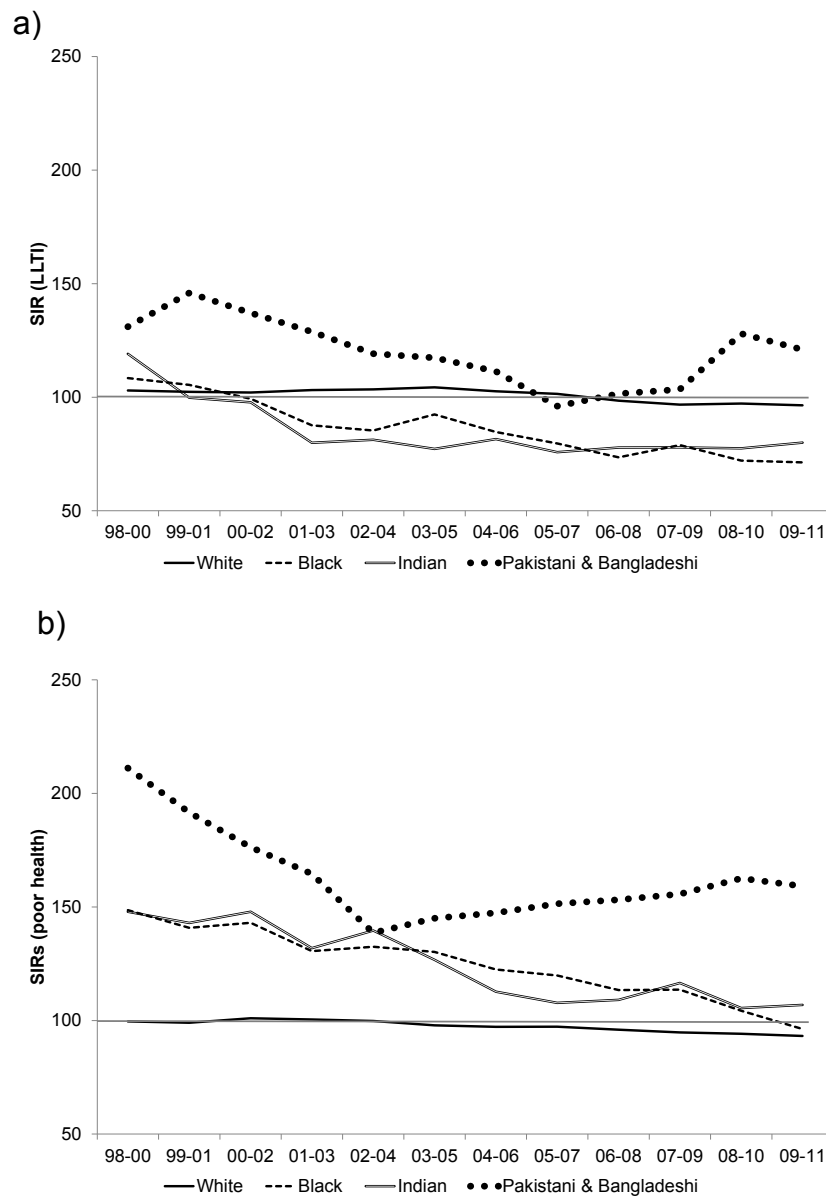 a)
250
200
150
100
50
SIR (LLTI)
98-00 99-01 00-02 01-03 02-04 03-05 04-06 05-07 06-08 07-09 08-10 09-11
White Black Indian Pakistani & Bangladeshi
b)
250
200
150
100
50
SIRs (poor health)
98-00 99-01 00-02 01-03 02-04 03-05 04-06 05-07 06-08 07-09 08-10 09-11
White Black Indian Pakistani & Bangladeshi